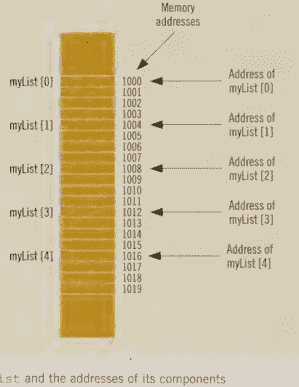 Memory
addresses
myList [0]
1000
Address of
myList [0]
1001
1002
1003
myList [1]
1004
Address of
myList [1]
1005
1006
1007
myList [2]
1008
Address of
myList [2]
1009
1010
1011
myList [3]
1012
Address of
myList [3]
1013
1014
1015
myList [4]
1016
Address of
myList [4]
1017
1018
1019
ist and the addresses of its components